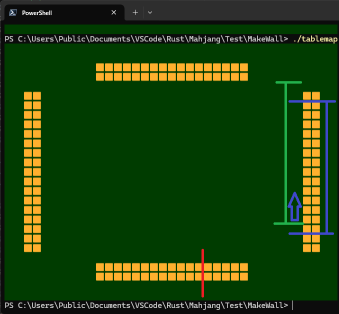 PowerShell
PS C:\Users\Public\Documents\VSCode\Rust\Mahjang\Test\MakeWall> ./tablemap
PS C:\Users\Public\Documents\VSCode\Rust\Mahjang\Test\MakeWall>